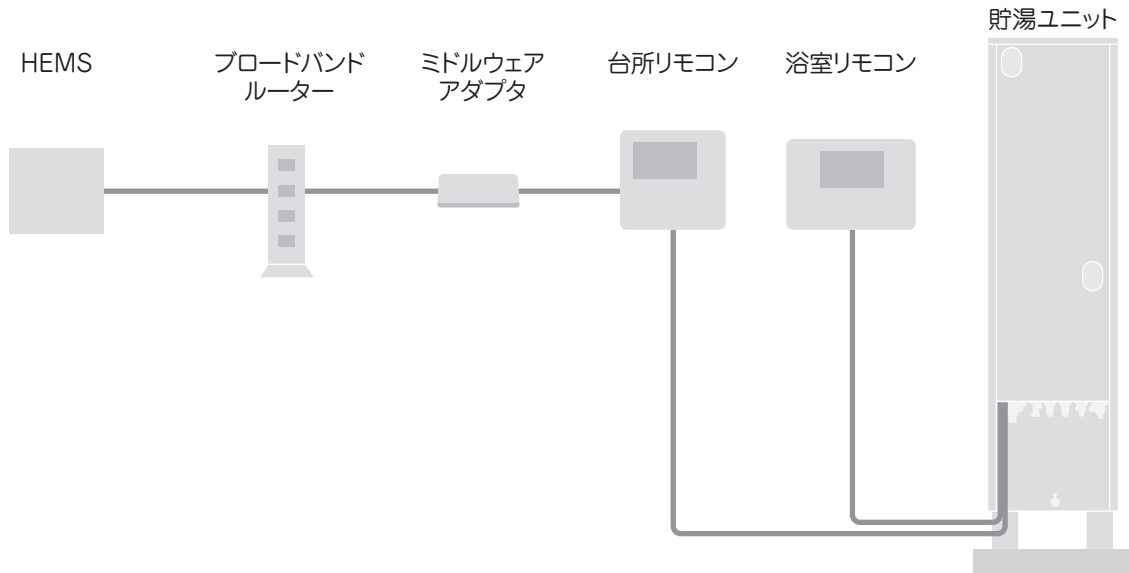 貯湯ユニット
HEMS
ブロードバンド
ルーター
ミドルウェア
アダプタ
台所リモコン
浴室リモコン